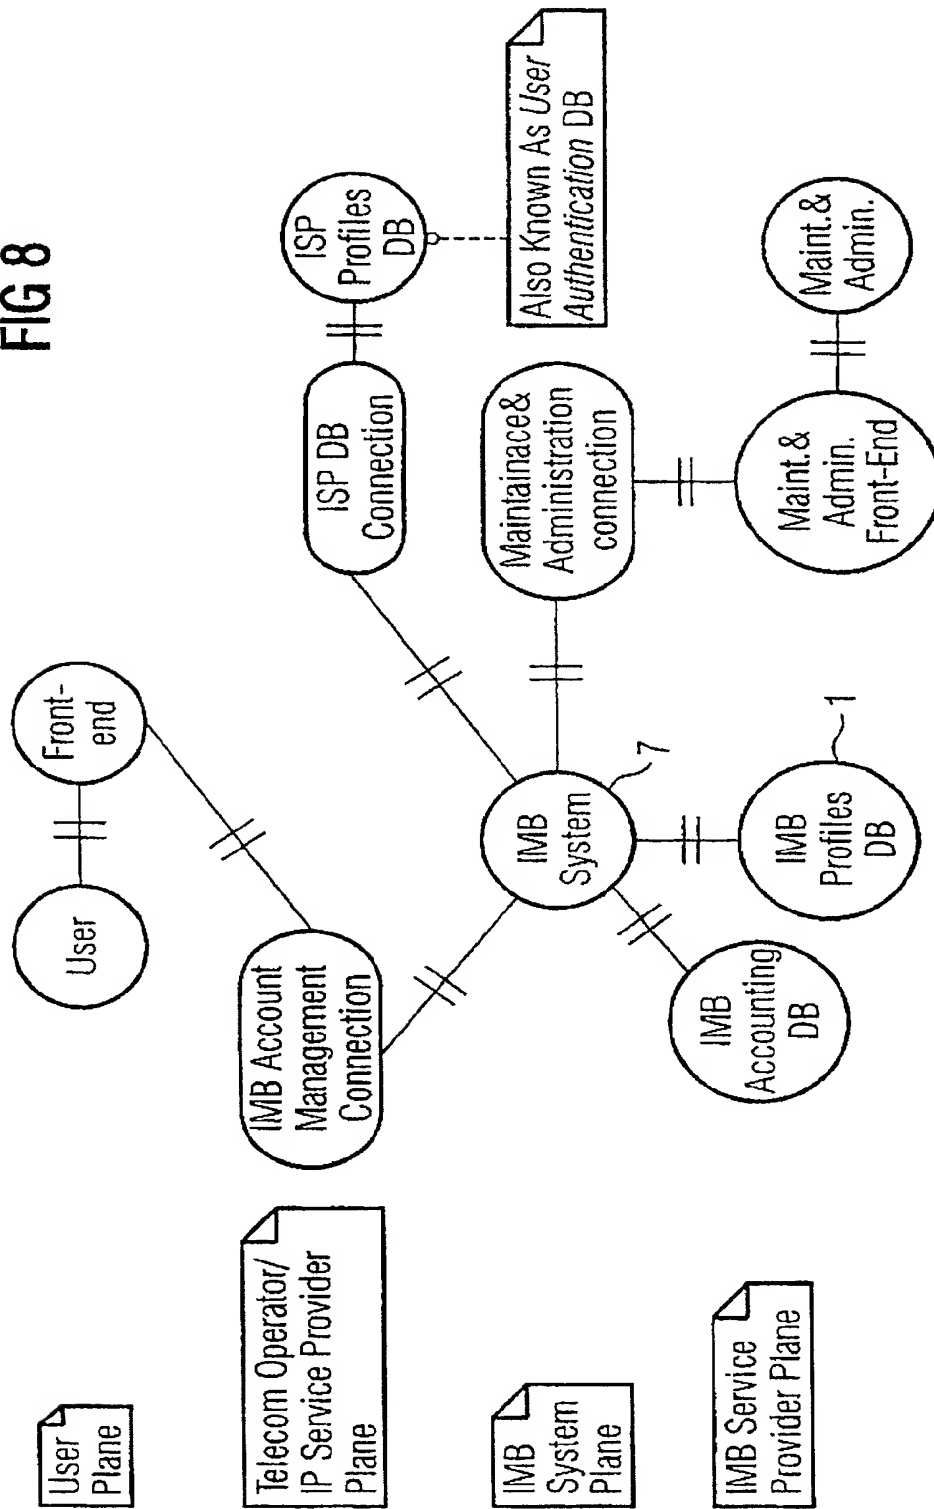 FIG 8
User
Plane
User
Front-
end
Telecom Operator/
IP Service Provider
Plane
IMB Account
Management
Connection
ISP DB
Connection
ISP
Profiles
DB
IMB
System
Plane
IMB
System
7
Maintainace&
Administration
connection
Also Known As User
Authentication DB
IMB Service
Provider Plane
IMB
Accounting
DB
IMB
Profiles
DB
1
Maint.&
Admin.
Front-End
Maint.&
Admin.